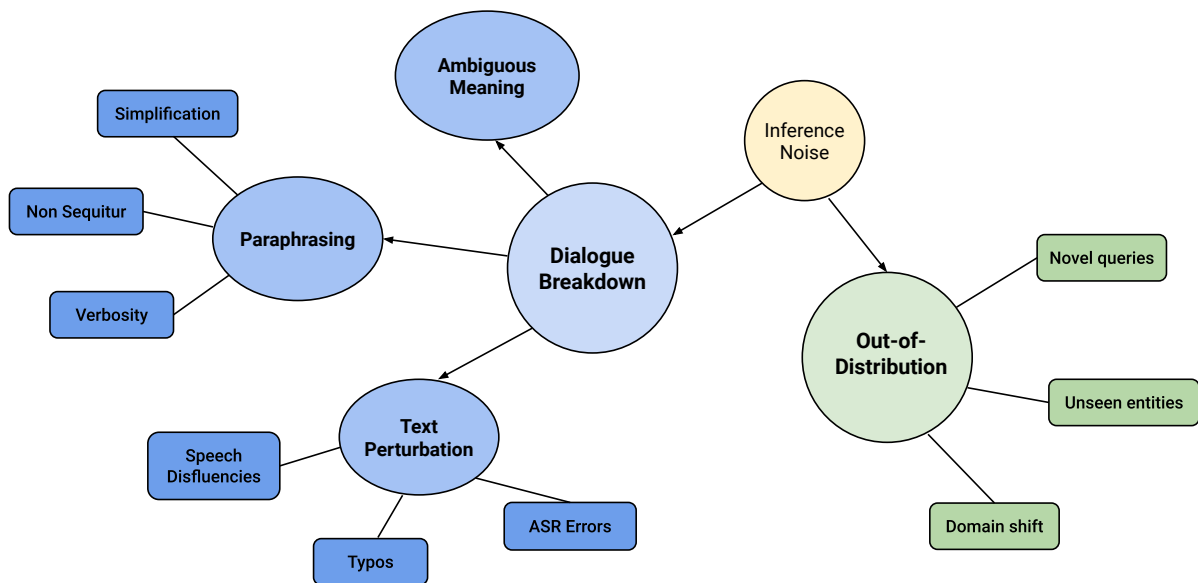 Ambiguous
Meaning
Simplification
Inference
Noise
Non Sequitur
Paraphrasing
Dialogue
Breakdown
Novel queries
Verbosity
Out-of-
Distribution
Unseen entities
Text
Perturbation
Speech
Disfluencies
ASR Errors
Domain shift
Typos